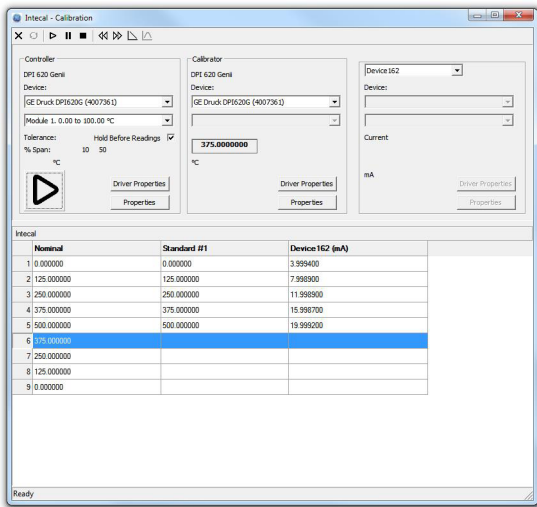 Intecal - Calibration
Controller
DPI 620 Genii
Device:
GE Druck DPI620G (4007361)
Module 1. 0.00 to 100.00 ºC
Tolerance: Hold Before Readings
% Span: 10 50
ºC
Driver Properties
Properties
Calibrator
DPI 620 Genii
Device:
GE Druck DPI620G (4007361)
375.0000000
ºC
Driver Properties
Properties
Device162
Device:
Current
mA
Driver Properties
Properties
Intecal
Nominal Standard #1 Device162 (mA)
1 0.000000 0.000000 3.999400
2 125.000000 125.000000 7.998900
3 250.000000 250.000000 11.998900
4 375.000000 375.000000 15.998700
5 500.000000 500.000000 19.999200
6 375.000000
7 250.000000
8 125.000000
9 0.000000
Ready